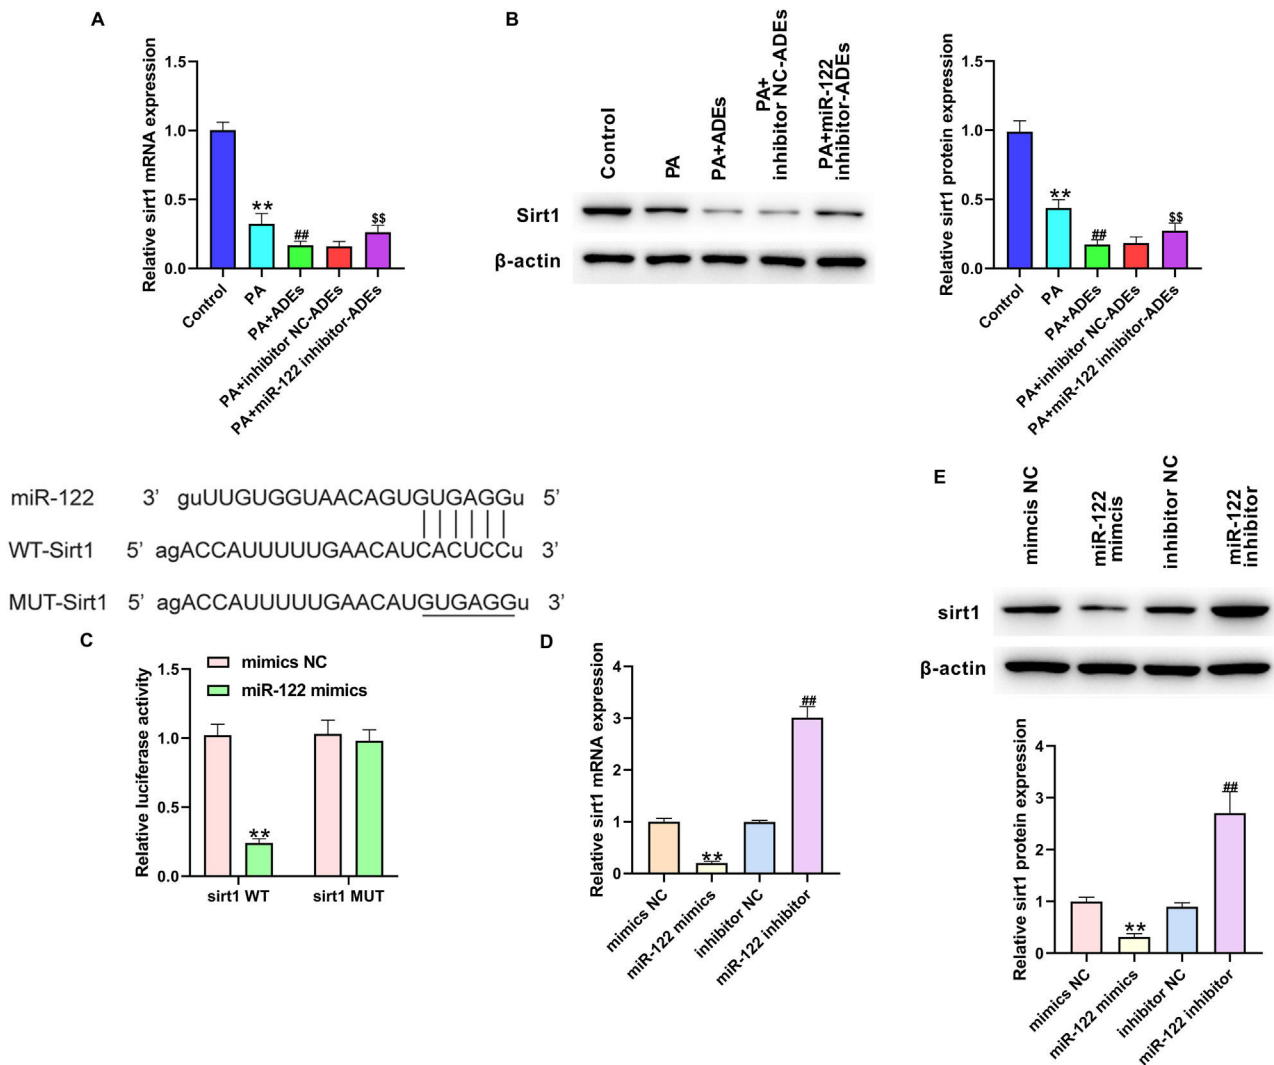 A
Relative sirt1 mRNA expression
1.5
1.0
0.5
0.0
**
##
$$
Control
PA
PA+ADEs
PA+inhibitor NC-ADEs
PA+miR-122 inhibitor-ADEs
B
Control
PA
PA+ADEs
PA+
inhibitor NC-ADEs
PA+miR-122
inhibitor-ADEs
Sirt1
β-actin
Relative sirt1 protein expression
1.5
1.0
0.5
0.0
**
##
$$
Control
PA
PA+ADEs
PA+inhibitor NC-ADEs
PA+miR-122 inhibitor-ADEs
miR-122 3’ guUUGUGGUAACAGUGUGAGGu 5’
WT-Sirt1 5’ agACCAUUUUUGAACAUCACUCCu 3’
MUT-Sirt1 5’ agACCAUUUUUGAACAUGUGAGGu 3’
C
mimics NC
miR-122 mimics
Relative luciferase activity
1.5
1.0
0.5
0.0
**
sirt1 WT
sirt1 MUT
D
Relative sirt1 mRNA expression
4
3
2
1
0
**
##
mimics NC
miR-122 mimics
inhibitor NC
miR-122 inhibitor
E
mimcis NC
miR-122
mimcis
inhibitor NC
miR-122
inhibitor
sirt1
β-actin
Relative sirt1 protein expression
4
3
2
1
0
**
##
mimics NC
miR-122 mimics
inhibitor NC
miR-122 inhibitor